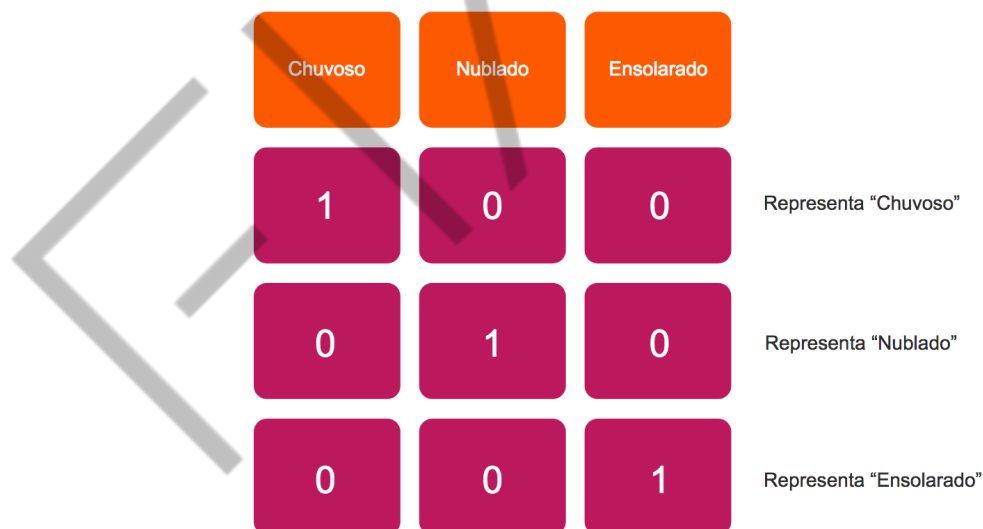 Chuvoso Nublado Ensolarado
1 0 0 Representa “Chuvoso”
0 1 0 Representa “Nublado”
0 0 1 Representa “Ensolarado”